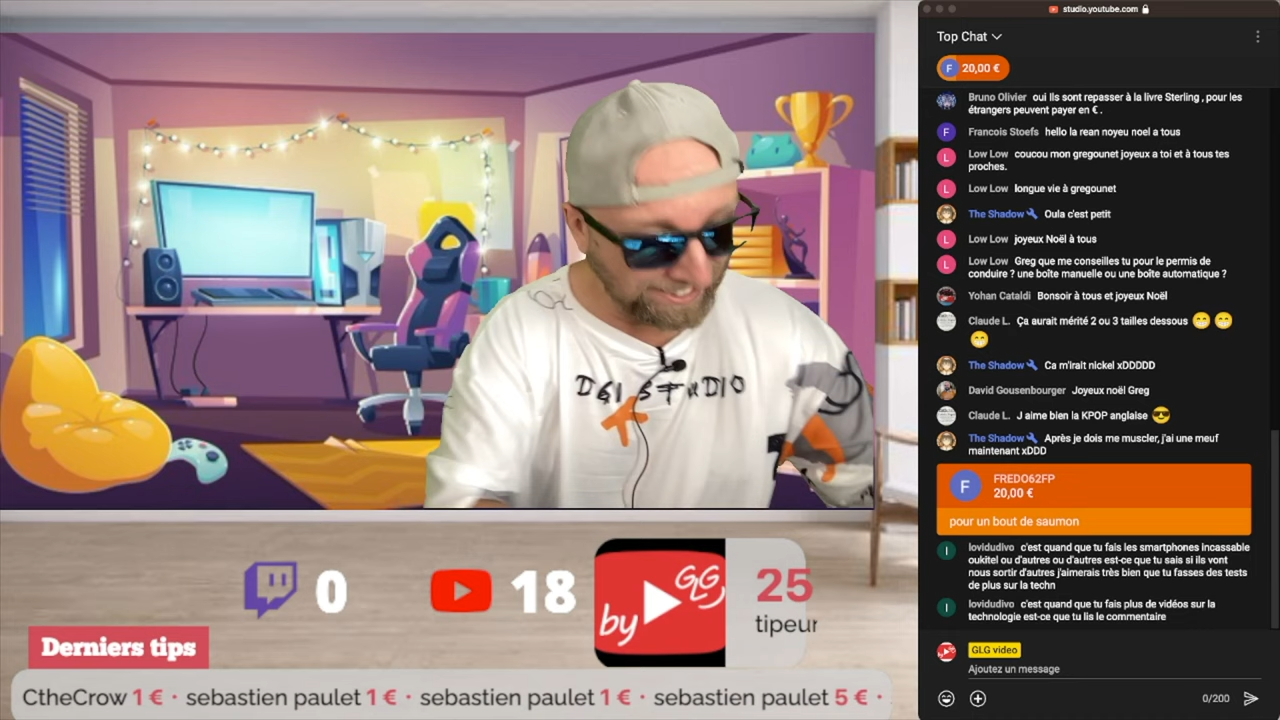 studio.youtube.com
Top Chat
F 20,00 €
Bruno Olivier oui Ils sont repasser à la livre Sterling , pour les
étrangers peuvent payer en € .
F Francois Stoefs hello la rean noyeu noel a tous
L Low Low coucou mon gregounet joyeux a toi et à tous tes
proches.
L Low Low longue vie à gregounet
The Shadow Oula c'est petit
L Low Low joyeux Noël à tous
L Low Low Greg que me conseilles tu pour le permis de
conduire ? une boîte manuelle ou une boîte automatique ?
Yohan Cataldi Bonsoir à tous et joyeux Noël
Claude L. Ça aurait mérité 2 ou 3 tailles dessous 😁 😁
😁
The Shadow Ca m'irait nickel xDDDDD
David Gousenbourger Joyeux noël Greg
Claude L. J aime bien la KPOP anglaise 😎
The Shadow Après je dois me muscler, j'ai une meuf
maintenant xDDD
F FREDO62FP
20,00 €
pour un bout de saumon
I lovidudivo c'est quand que tu fais les smartphones incassable
oukitel ou d'autres ou d'autres est-ce que tu sais si ils vont
nous sortir d'autres j'aimerais très bien que tu fasses des tests
de plus sur la techn
I lovidudivo c'est quand que tu fais plus de vidéos sur la
technologie est-ce que tu lis le commentaire
GLG video
Ajoutez un message
0/200
0
18
by GLG
25
tipeur
Derniers tips
CtheCrow 1 € · sebastien paulet 1 € · sebastien paulet 1 € · sebastien paulet 5 € ·